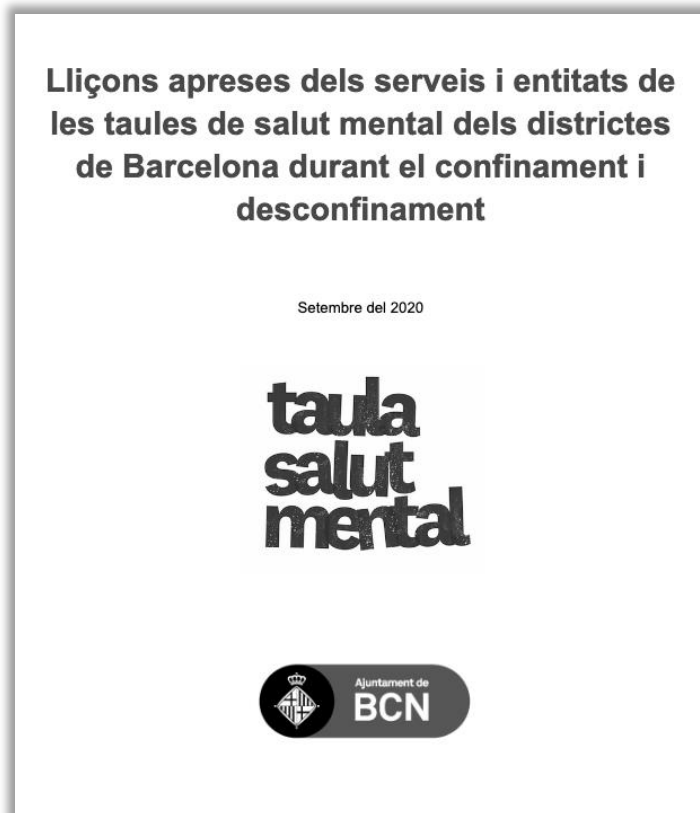 Lliçons apreses dels serveis i entitats de
les taules de salut mental dels districtes
de Barcelona durant el confinament i
desconfinament
Setembre del 2020
taula
salut
mental
Ajuntament de
BCN